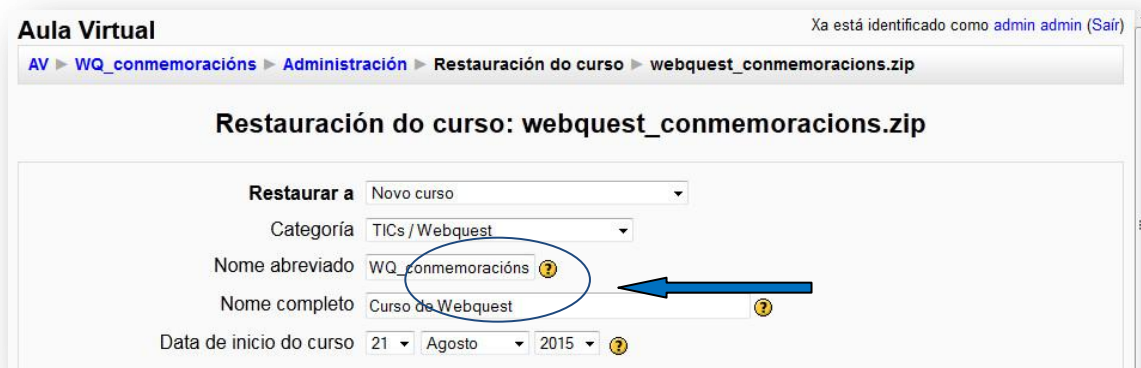 Aula Virtual
Xa está identificado como admin admin (Saír)
AV ► WQ_conmemoracións ► Administración ► Restauración do curso ► webquest_conmemoracions.zip
Restauración do curso: webquest_conmemoracions.zip
Restaurar a Novo curso
Categoría TICs / Webquest
Nome abreviado WQ_conmemoracións ?
Nome completo Curso de Webquest ?
Data de inicio do curso 21 Agosto 2015 ?